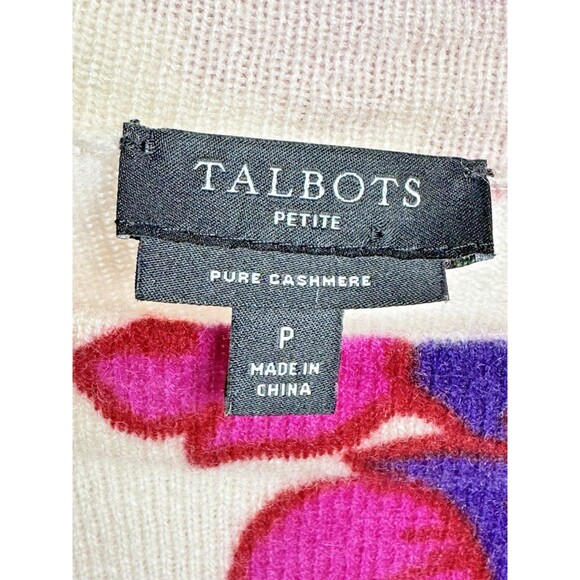 TALBOTS
PETITE
PURE CASHMERE
P
MADE IN
CHINA